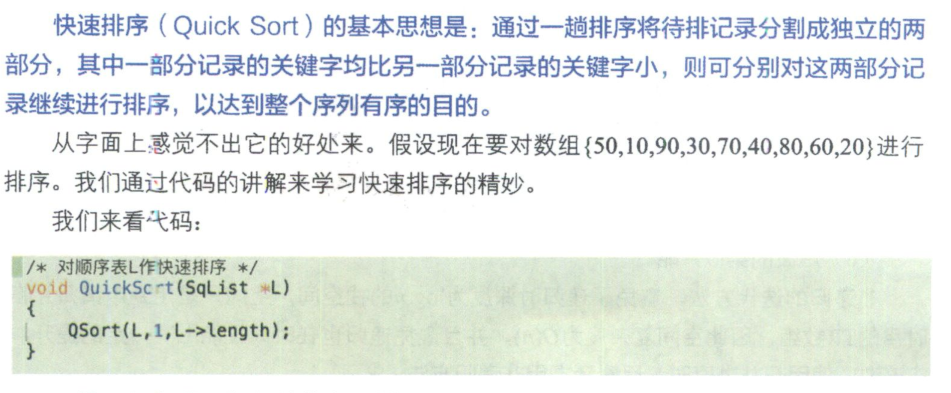 快速排序（Quick Sort）的基本思想是：通过一趟排序将待排记录分割成独立的两
部分，其中一部分记录的关键字均比另一部分记录的关键字小，则可分别对这两部分记
录继续进行排序，以达到整个序列有序的目的。
从字面上感觉不出它的好处来。假设现在要对数组{50,10,90,30,70,40,80,60,20}进行
排序。我们通过代码的讲解来学习快速排序的精妙。
我们来看代码：
/* 对顺序表L作快速排序 */
void QuickSort(SqList *L)
{
QSort(L,1,L->length);
}